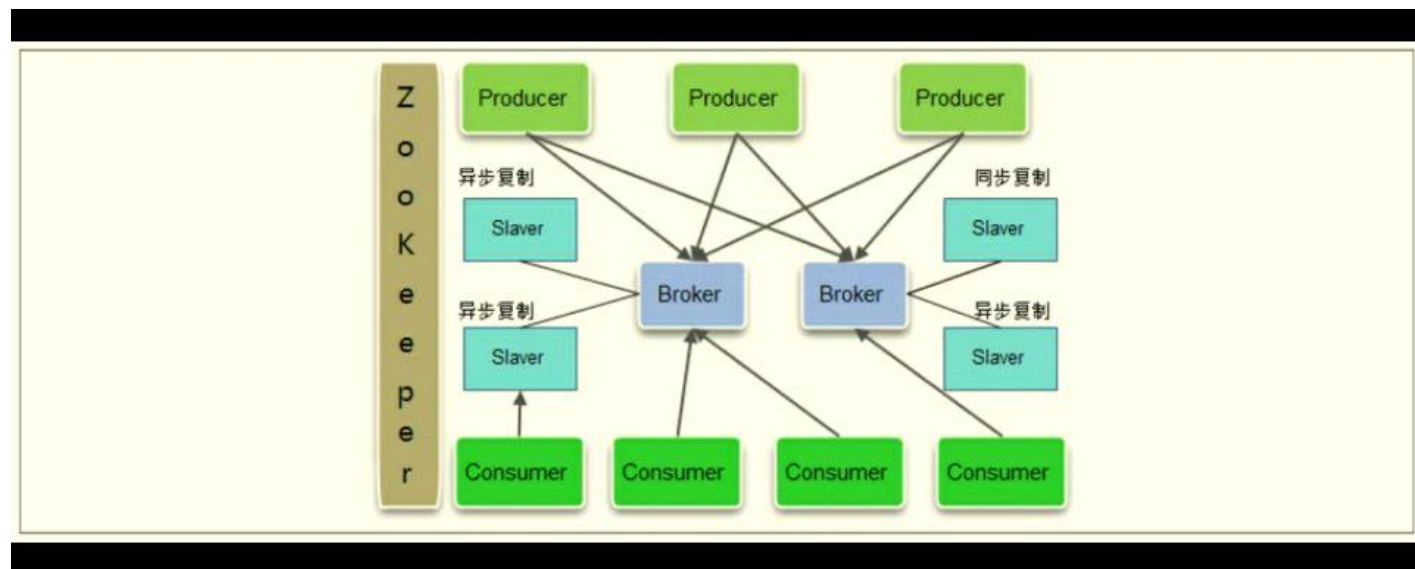 ZooKeeper
Producer
Producer
Producer
异步复制
同步复制
Slaver
Slaver
Broker
Broker
异步复制
异步复制
Slaver
Slaver
Consumer
Consumer
Consumer
Consumer